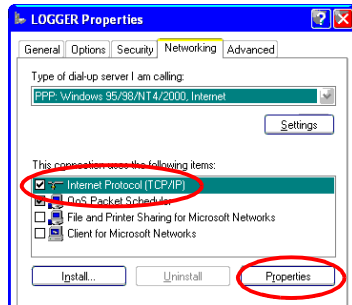 LOGGER Properties
General Options Security Networking Advanced
Type of dial-up server I am calling:
PPP: Windows 95/98/NT4/2000, Internet
Settings
This connection uses the following items:
Internet Protocol (TCP/IP)
QoS Packet Scheduler
File and Printer Sharing for Microsoft Networks
Client for Microsoft Networks
Install... Uninstall Properties